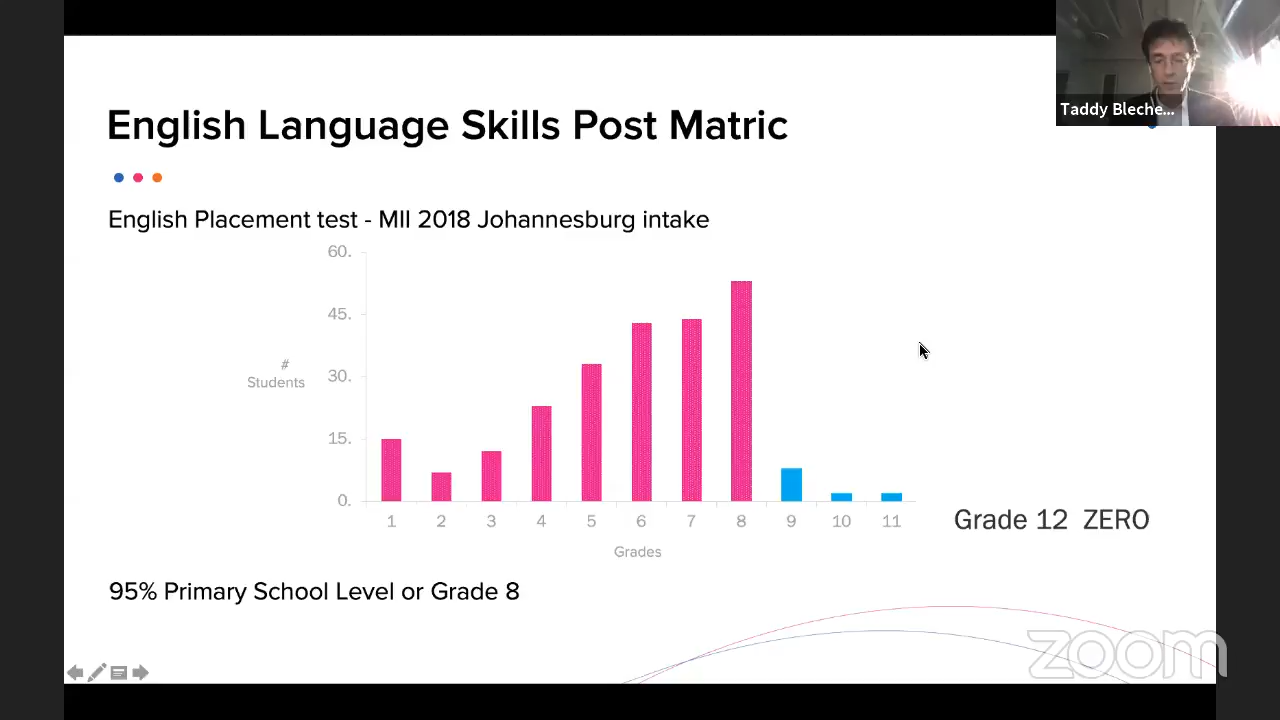 Taddy Bleche...
English Language Skills Post Matric
English Placement test - MII 2018 Johannesburg intake
60.
45.
30.
15.
0.
#
Students
1 2 3 4 5 6 7 8 9 10 11
Grades
Grade 12 ZERO
95% Primary School Level or Grade 8
zoom